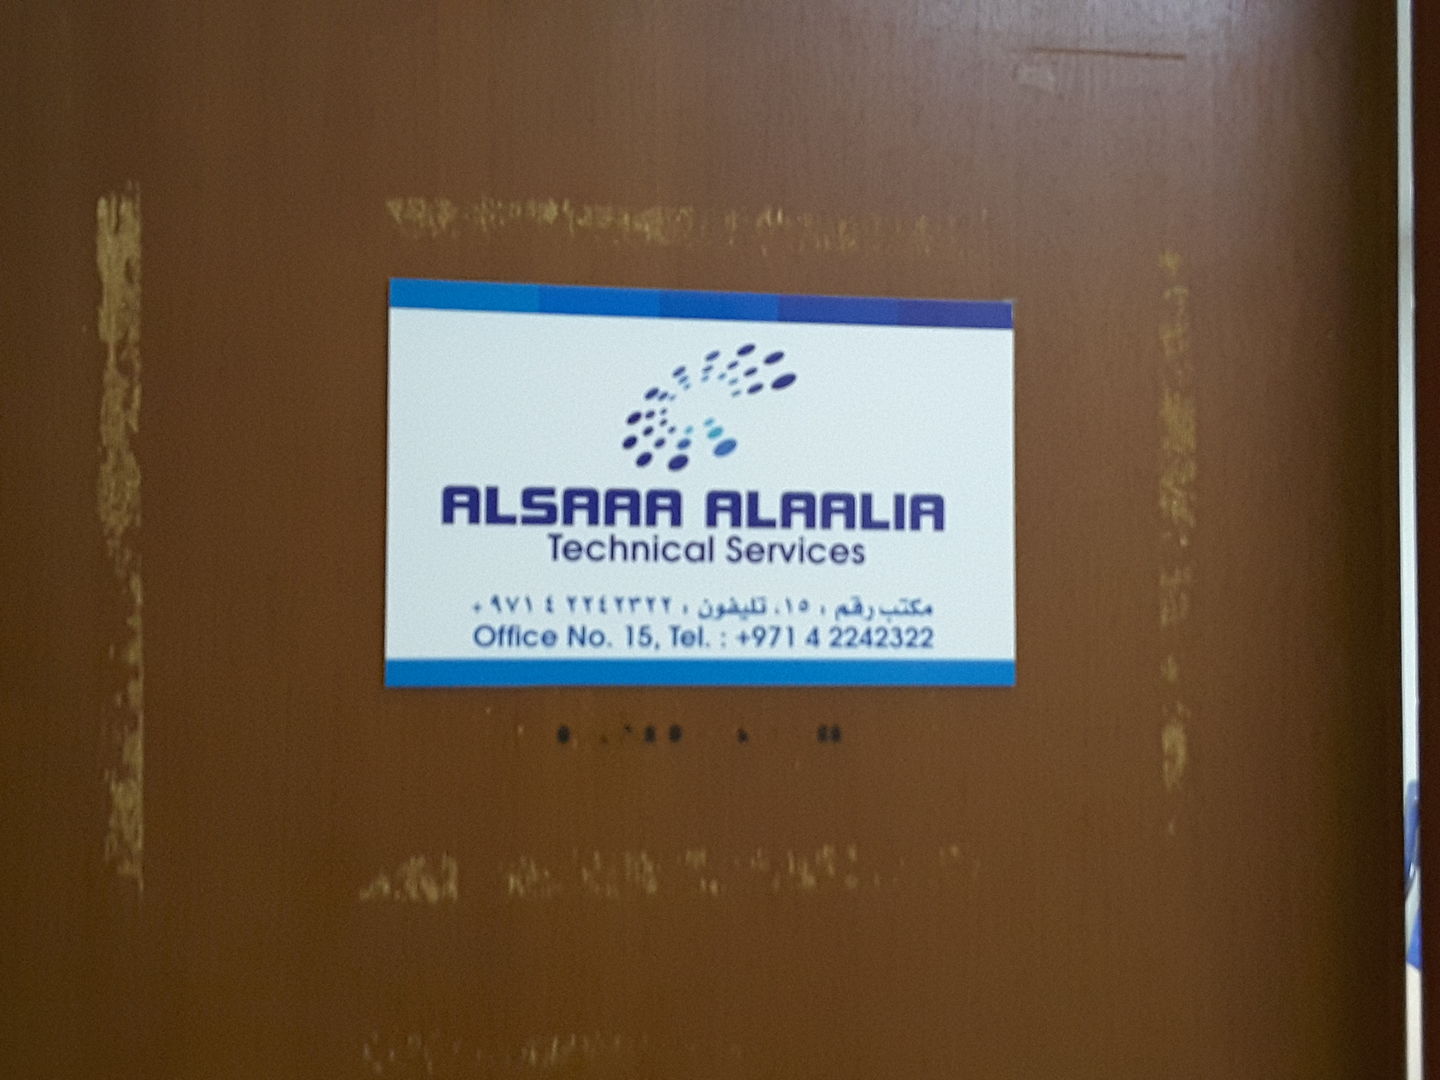 ALSAAA ALAALIA
Technical Services
مكتب رقم : ١٥، تليفون : ٢٢٤٢٣٢٢ ٤ ٩٧١ +
Office No. 15, Tel. : +971 4 2242322